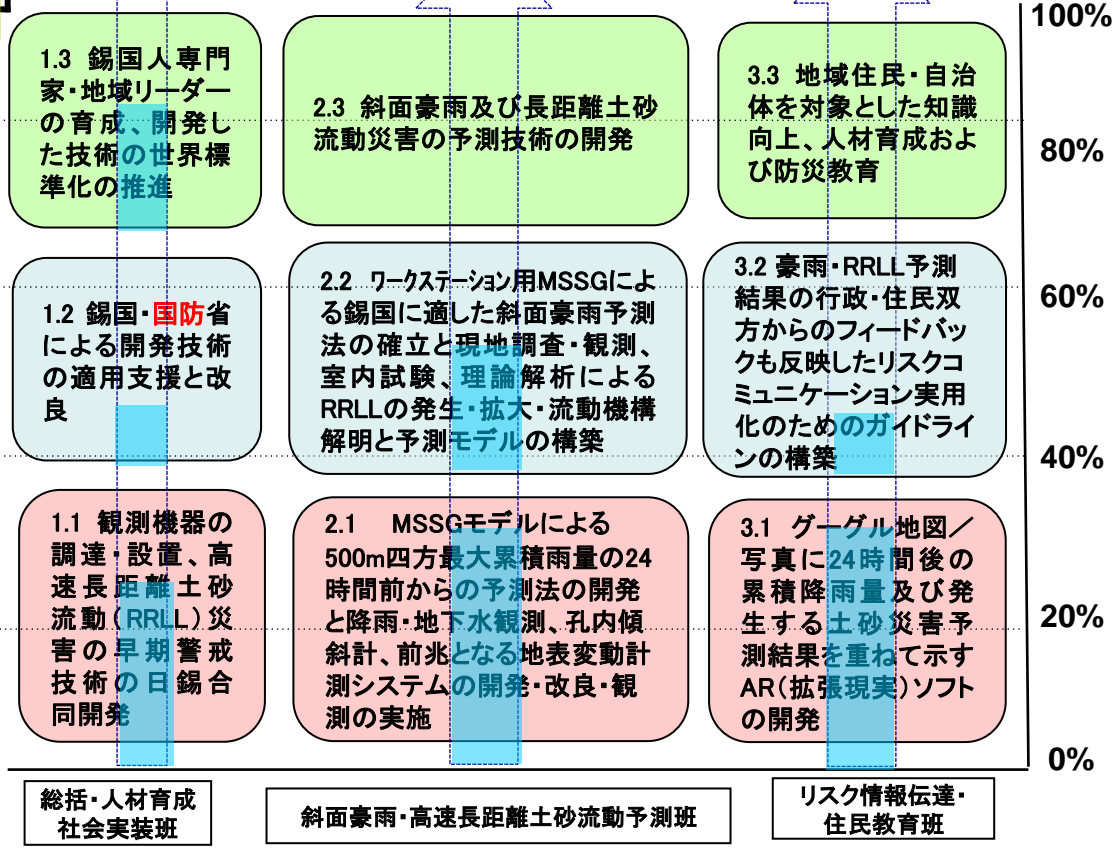 100%
1.3 錫国人専門
家・地域リーダー
の育成、開発し
た技術の世界標
準化の推進
2.3 斜面豪雨及び長距離土砂
流動災害の予測技術の開発
3.3 地域住民・自治
体を対象とした知識
向上、人材育成およ
び防災教育
80%
1.2 錫国・国防省
による開発技術
の適用支援と改
良
2.2 ワークステーション用MSSGによ
る錫国に適した斜面豪雨予測
法の確立と現地調査・観測、
室内試験、理論解析による
RRLLの発生・拡大・流動機構
解明と予測モデルの構築
3.2 豪雨・RRLL予測
結果の行政・住民双
方からのフィードバッ
クも反映したリスクコ
ミュニケーション実用
化のためのガイドライ
ンの構築
60%
40%
1.1 観測機器の
調達・設置、高
速長距離土砂
流動(RRLL)災
害の早期警戒
技術の日錫合
同開発
2.1 MSSGモデルによる
500m四方最大累積雨量の24
時間前からの予測法の開発
と降雨・地下水観測、孔内傾
斜計、前兆となる地表変動計
測システムの開発・改良・観
測の実施
3.1 グーグル地図／
写真に24時間後の
累積降雨量及び発
生する土砂災害予
測結果を重ねて示す
AR(拡張現実)ソフト
の開発
20%
0%
総括・人材育成
社会実装班
斜面豪雨・高速長距離土砂流動予測班
リスク情報伝達・
住民教育班